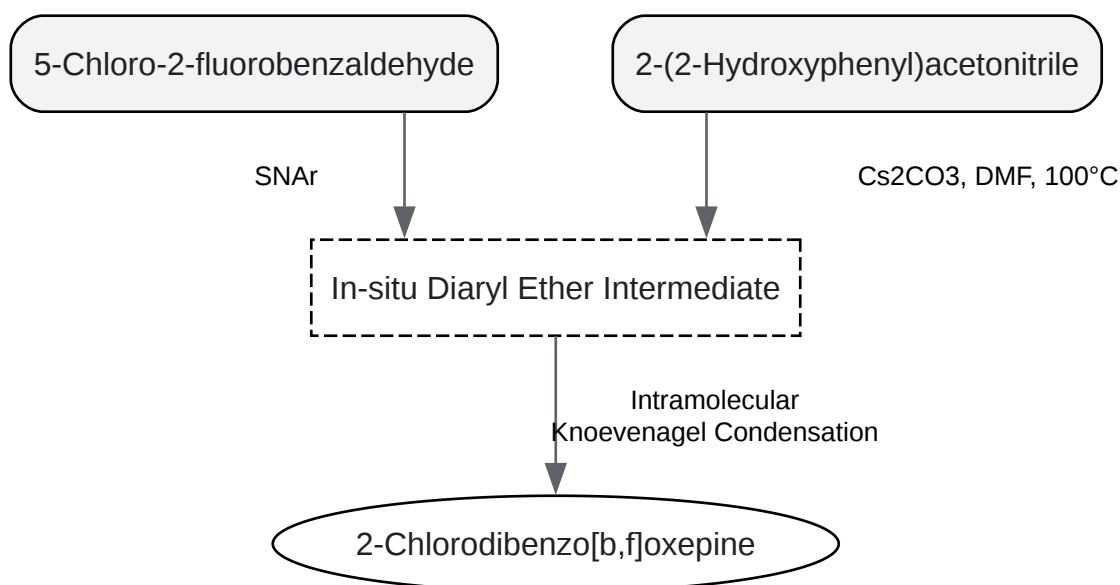 5-Chloro-2-fluorobenzaldehyde
2-(2-Hydroxyphenyl)acetonitrile
SNAr
Cs2CO3, DMF, 100°C
In-situ Diaryl Ether Intermediate
Intramolecular
Knoevenagel Condensation
2-Chlorodibenzo[b,f]oxepine